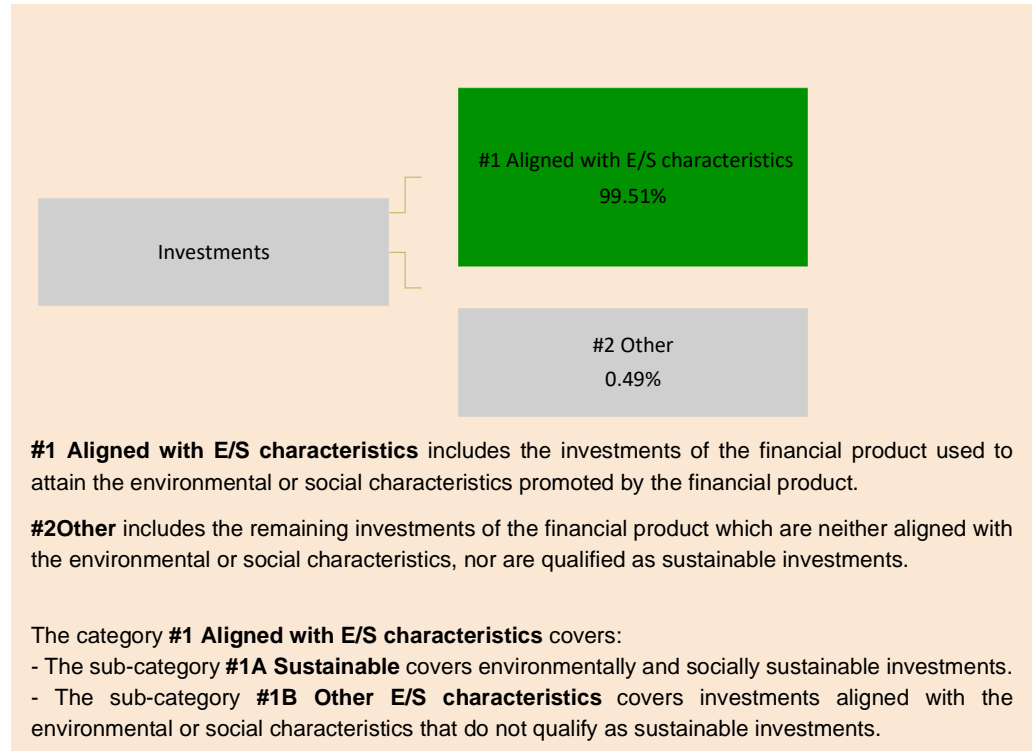 #1 Aligned with E/S characteristics
99.51%
Investments
#2 Other
0.49%
#1 Aligned with E/S characteristics includes the investments of the financial product used to
attain the environmental or social characteristics promoted by the financial product.
#2Other includes the remaining investments of the financial product which are neither aligned with
the environmental or social characteristics, nor are qualified as sustainable investments.
The category #1 Aligned with E/S characteristics covers:
- The sub-category #1A Sustainable covers environmentally and socially sustainable investments.
- The sub-category #1B Other E/S characteristics covers investments aligned with the
environmental or social characteristics that do not qualify as sustainable investments.